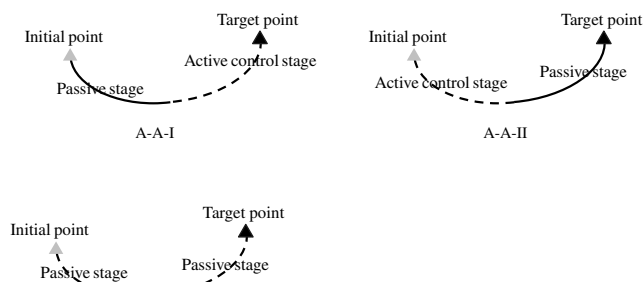 Target point
Initial point
Active control stage
Passive stage
A-A-I
Target point
Initial point
Passive stage
Active control stage
A-A-II
Target point
Initial point
Passive stage
Passive stage